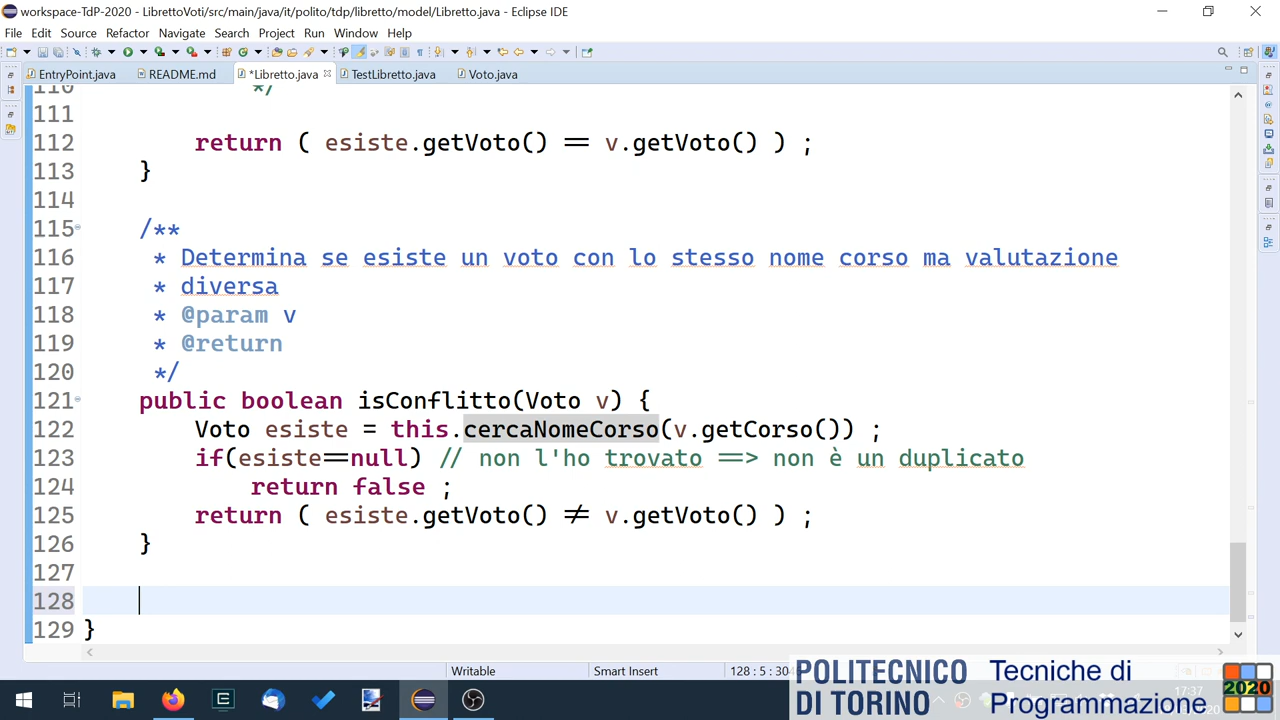 workspace-TdP-2020 - LibrettoVoti/src/main/java/it/polito/tdp/libretto/model/Libretto.java - Eclipse IDE
File Edit Source Refactor Navigate Search Project Run Window Help
EntryPoint.java README.md *Libretto.java TestLibretto.java Voto.java
110 */
111
112 return ( esiste.getVoto() == v.getVoto() ) ;
113 }
114
115 /**
116 * Determina se esiste un voto con lo stesso nome corso ma valutazione
117 * diversa
118 * @param v
119 * @return
120 */
121 public boolean isConflitto(Voto v) {
122 Voto esiste = this.cercaNomeCorso(v.getCorso()) ;
123 if(esiste==null) // non l'ho trovato ==> non è un duplicato
124 return false ;
125 return ( esiste.getVoto() != v.getVoto() ) ;
126 }
127
128
129 }
Writable Smart Insert 128 : 5 : 304
POLITECNICO
DI TORINO
Tecniche di
Programmazione
2020
17:37